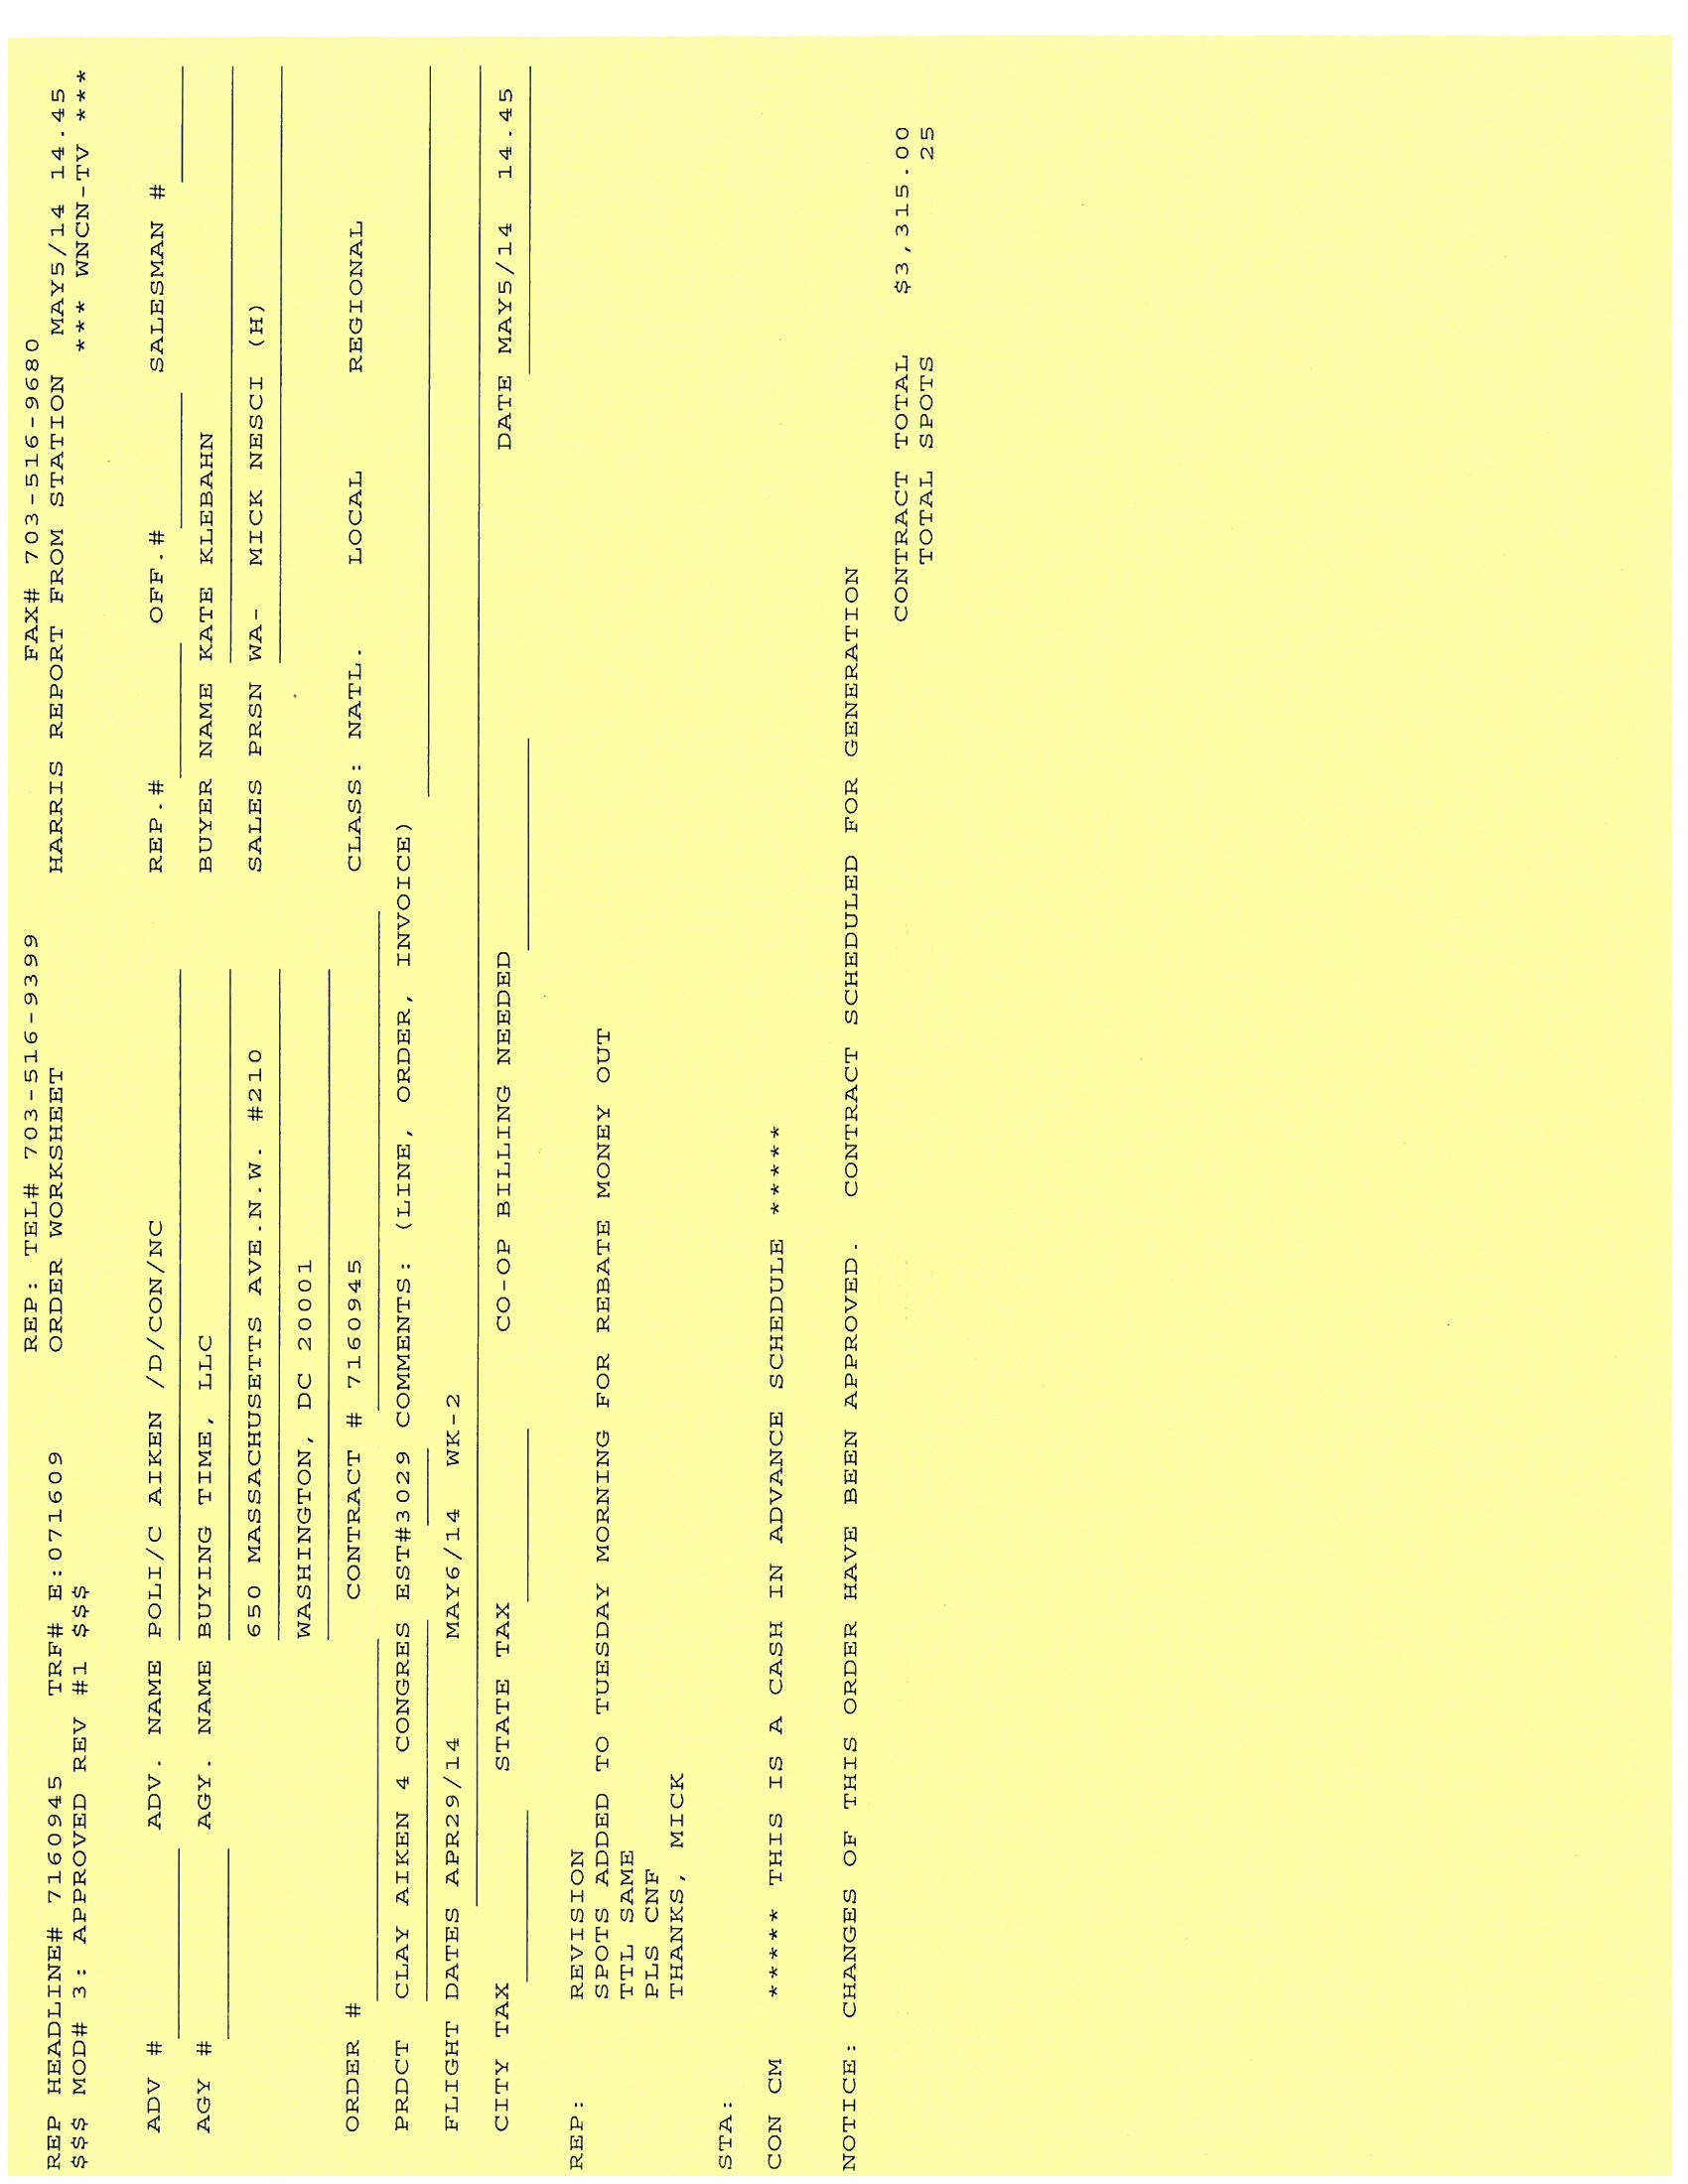 REP: TEL# 703-516-9399 FAX# 703-516-9680
REP HEADLINE# 7160945 TRF# E:071609 ORDER WORKSHEET HARRIS REPORT FROM STATION MAY5/14 14.45
$$$ MOD# 3: APPROVED REV #1 $$$ *** WNCN-TV ***
ADV # ADV. NAME POLI/C AIKEN /D/CON/NC REP.# OFF.# SALESMAN #
AGY # AGY. NAME BUYING TIME, LLC BUYER NAME KATE KLEBAHN
650 MASSACHUSETTS AVE.N.W. #210 SALES PRSN WA- MICK NESCI (H)
WASHINGTON, DC 20001
ORDER # CONTRACT # 7160945 CLASS: NATL. LOCAL REGIONAL
PRDCT CLAY AIKEN 4 CONGRES EST#3029 COMMENTS: (LINE, ORDER, INVOICE)
FLIGHT DATES APR29/14 MAY6/14 WK-2
CITY TAX STATE TAX CO-OP BILLING NEEDED DATE MAY5/14 14.45
REP: REVISION
SPOTS ADDED TO TUESDAY MORNING FOR REBATE MONEY OUT
TTL SAME
PLS CNF
THANKS, MICK
STA:
CON CM ***** THIS IS A CASH IN ADVANCE SCHEDULE *****
NOTICE: CHANGES OF THIS ORDER HAVE BEEN APPROVED. CONTRACT SCHEDULED FOR GENERATION
CONTRACT TOTAL $3,315.00
TOTAL SPOTS 25